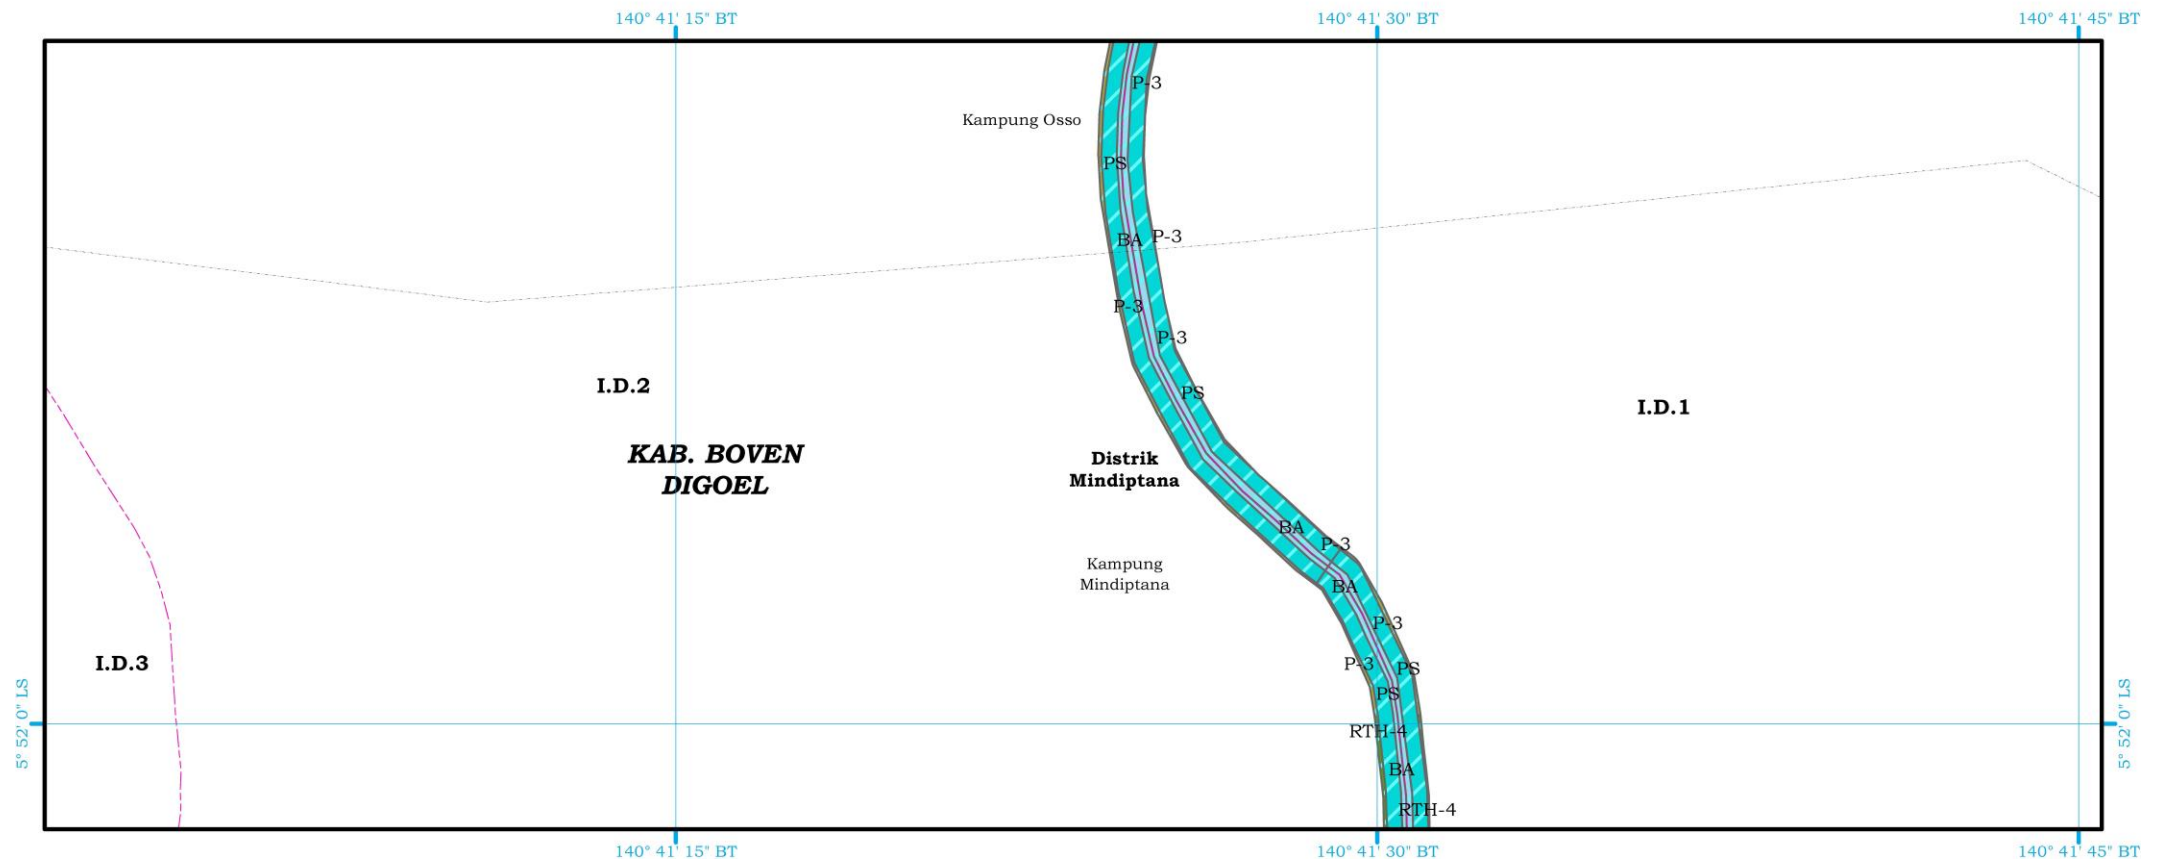 140° 41' 15" BT
140° 41' 30" BT
140° 41' 45" BT
P-3
Kampung Osso
PS
BA
P-3
P-3
P-3
I.D.2
PS
I.D.1
KAB. BOVEN
DIGOEL
Distrik
Mindiptana
BA
P-3
Kampung
Mindiptana
BA
P-3
I.D.3
P-3
PS
PS
5° 52' 0" LS
5° 52' 0" LS
RTH-4
BA
RTH-4
140° 41' 15" BT
140° 41' 30" BT
140° 41' 45" BT